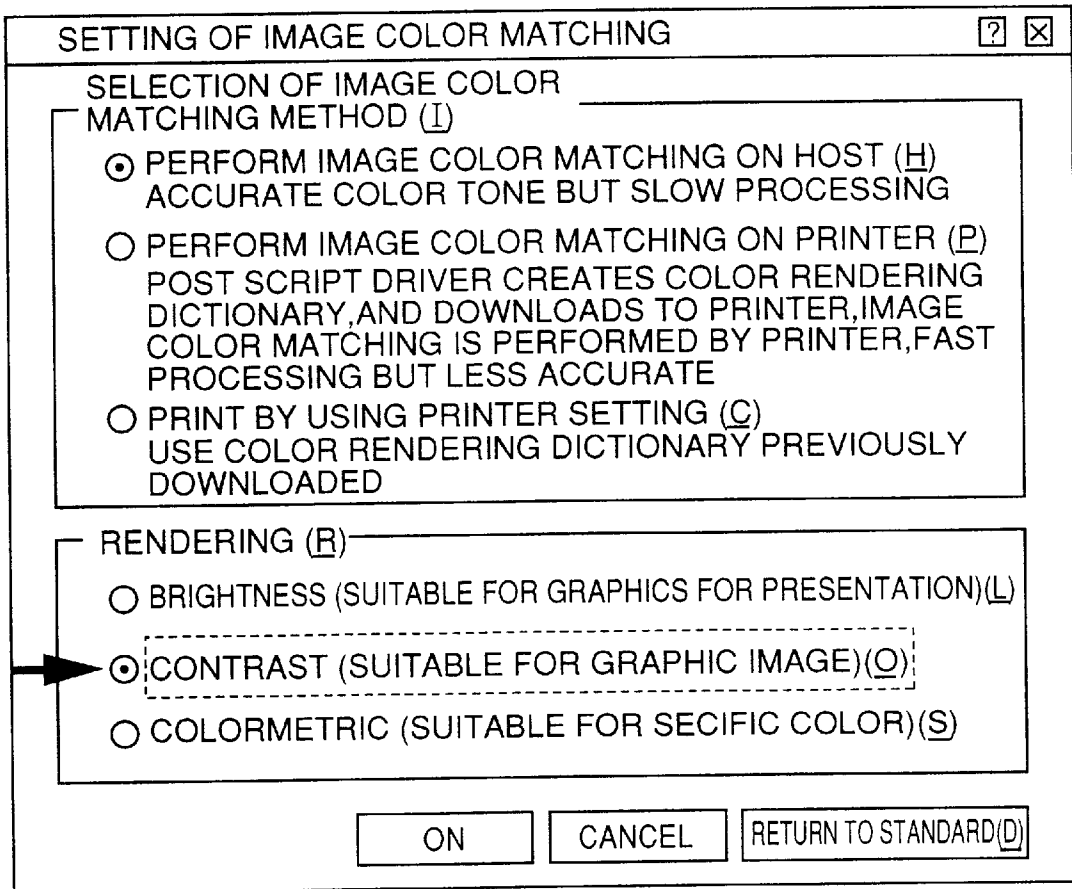 SETTING OF IMAGE COLOR MATCHING ?
SELECTION OF IMAGE COLOR
MATCHING METHOD (I)
PERFORM IMAGE COLOR MATCHING ON HOST (H)
ACCURATE COLOR TONE BUT SLOW PROCESSING
PERFORM IMAGE COLOR MATCHING ON PRINTER (P)
POST SCRIPT DRIVER CREATES COLOR RENDERING
DICTIONARY,AND DOWNLOADS TO PRINTER,IMAGE
COLOR MATCHING IS PERFORMED BY PRINTER,FAST
PROCESSING BUT LESS ACCURATE
PRINT BY USING PRINTER SETTING (C)
USE COLOR RENDERING DICTIONARY PREVIOUSLY
DOWNLOADED
RENDERING (R)
BRIGHTNESS (SUITABLE FOR GRAPHICS FOR PRESENTATION)(L)
CONTRAST (SUITABLE FOR GRAPHIC IMAGE)(O)
COLORMETRIC (SUITABLE FOR SECIFIC COLOR)(S)
ON CANCEL RETURN TO STANDARD(D)